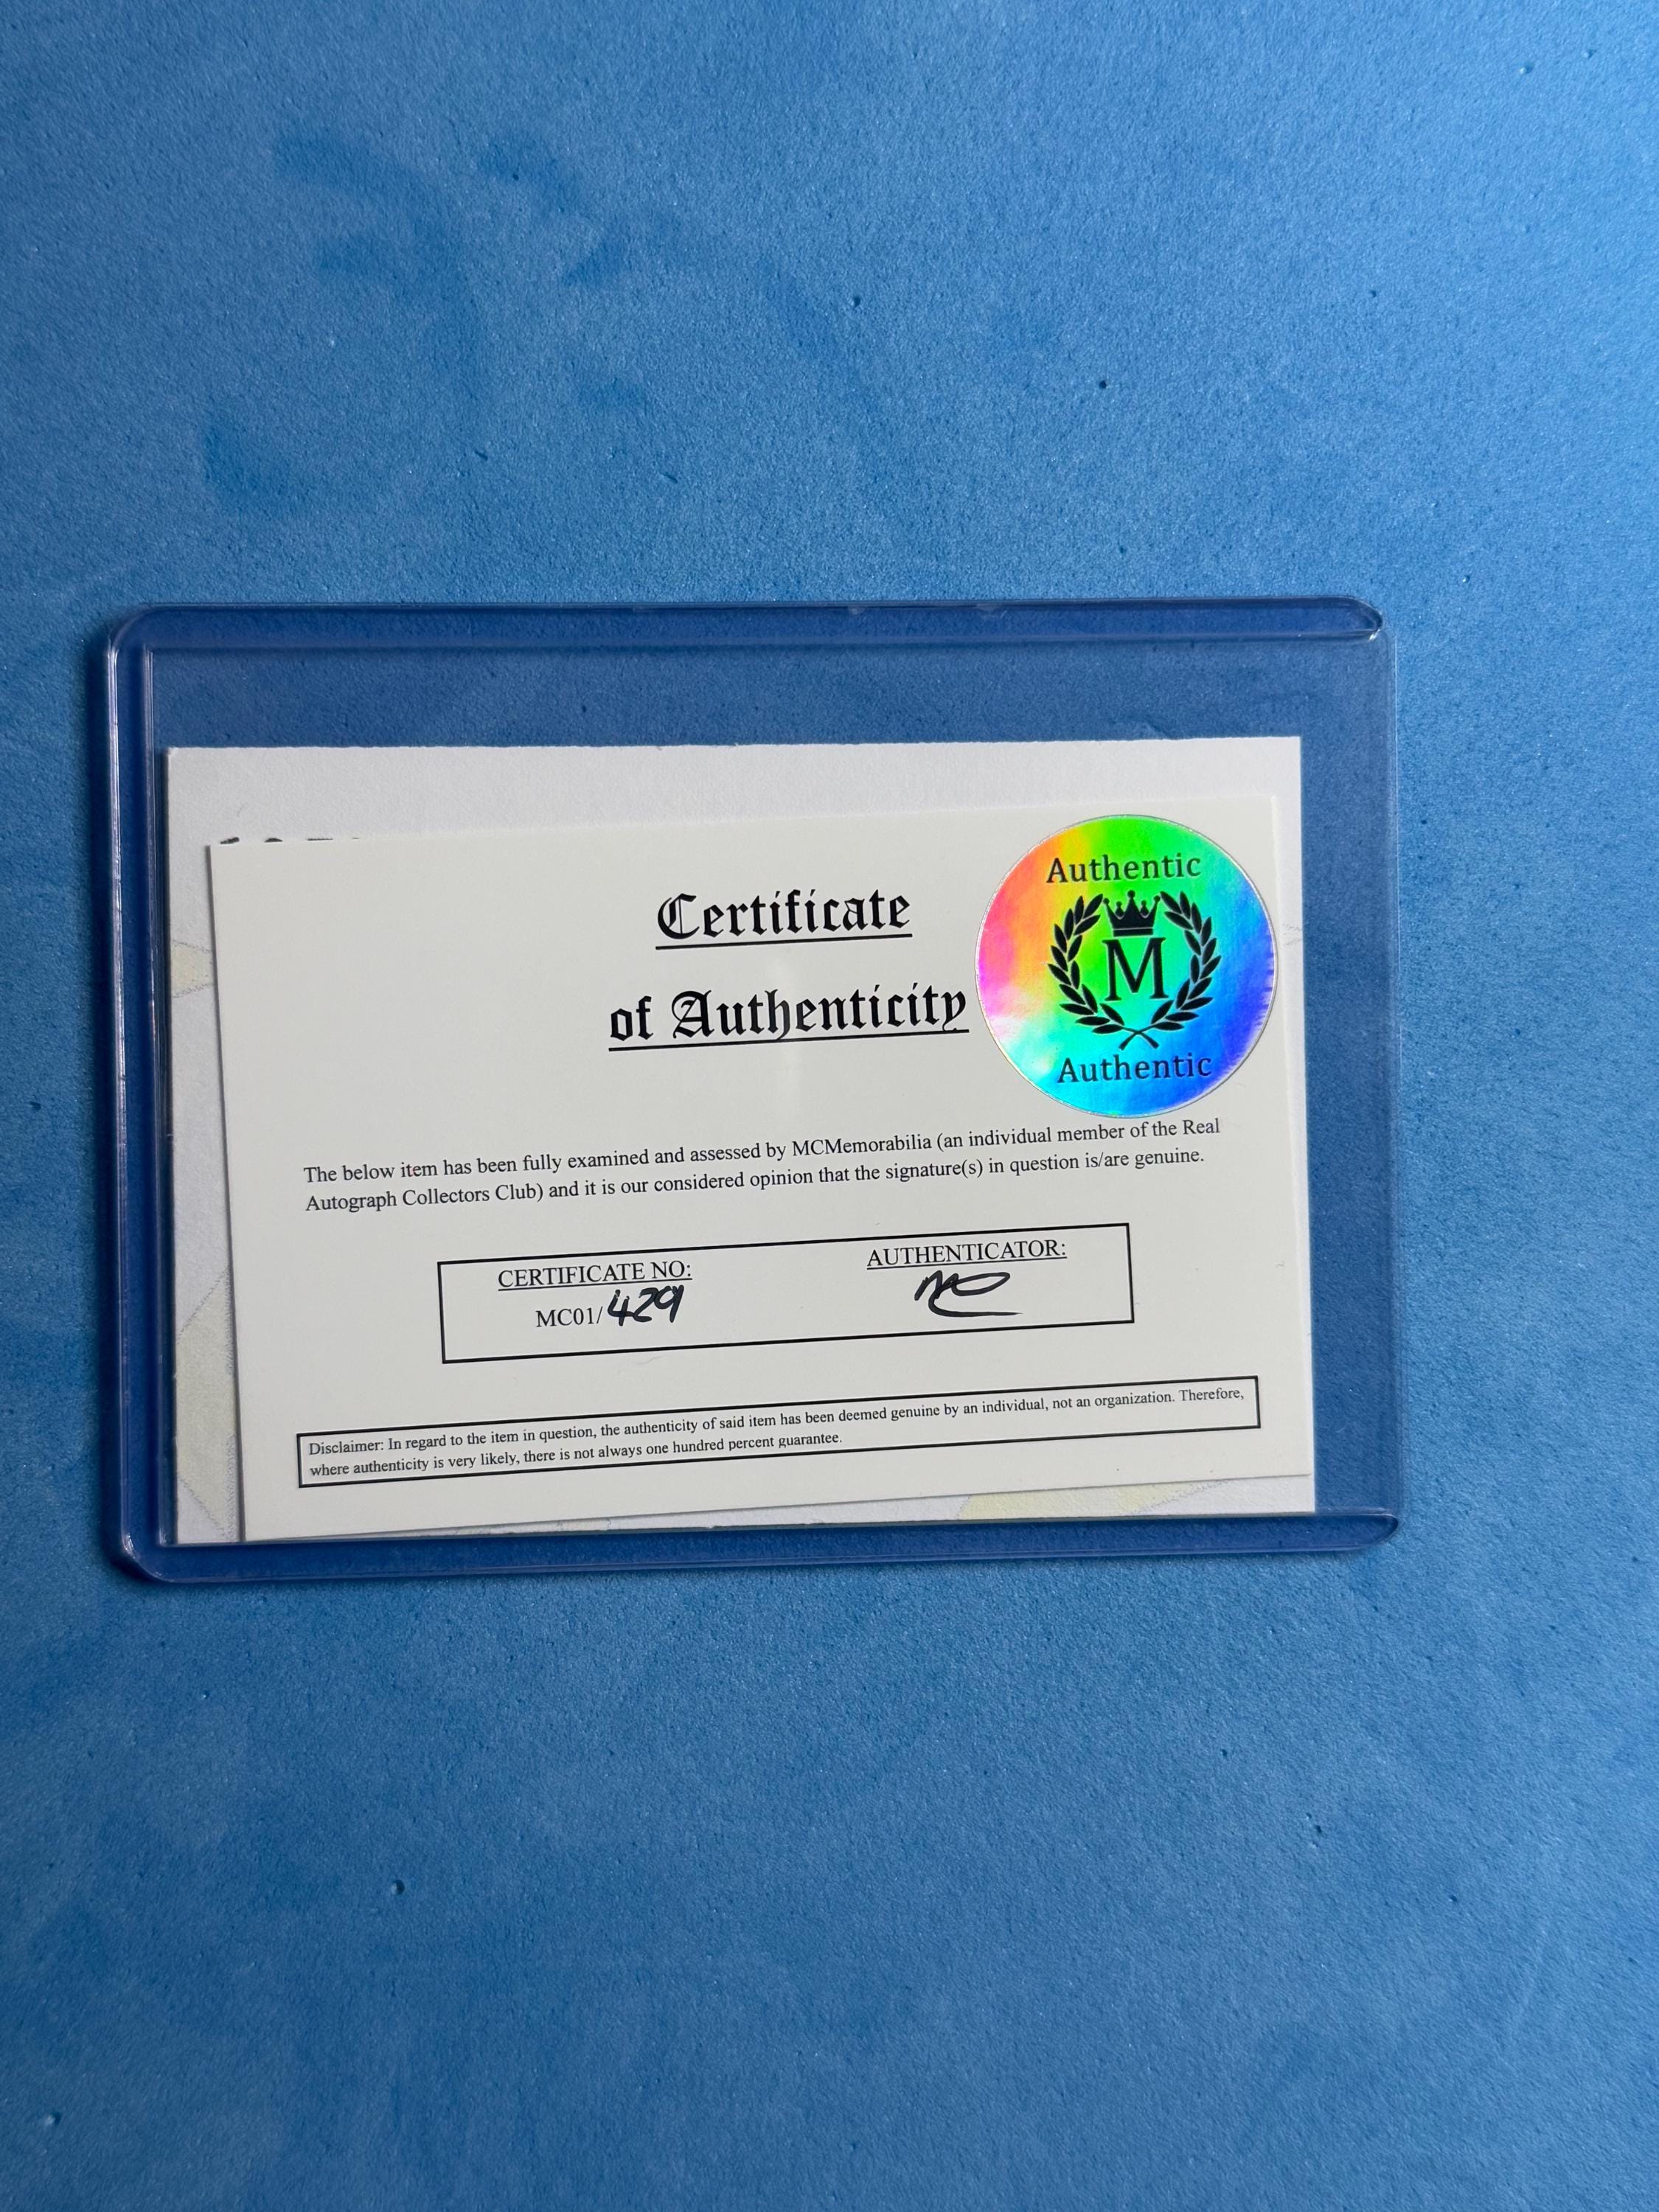 Certificate
of Authenticity
Authentic
M
Authentic
The below item has been fully examined and assessed by MCMemorabilia (an individual member of the Real
Autograph Collectors Club) and it is our considered opinion that the signature(s) in question is/are genuine.
CERTIFICATE NO:
MC01/429
AUTHENTICATOR:
MC
Disclaimer: In regard to the item in question, the authenticity of said item has been deemed genuine by an individual, not an organization. Therefore,
where authenticity is very likely, there is not always one hundred percent guarantee.